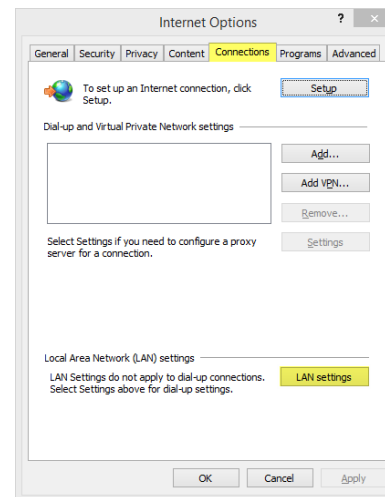 Internet Options
?
×
General Security Privacy Content Connections Programs Advanced
To set up an Internet connection, click
Setup.
Setup
Dial-up and Virtual Private Network settings
Add...
Add VPN...
Remove...
Select Settings if you need to configure a proxy
server for a connection.
Settings
Local Area Network (LAN) settings
LAN Settings do not apply to dial-up connections.
Select Settings above for dial-up settings.
LAN settings
OK
Cancel
Apply